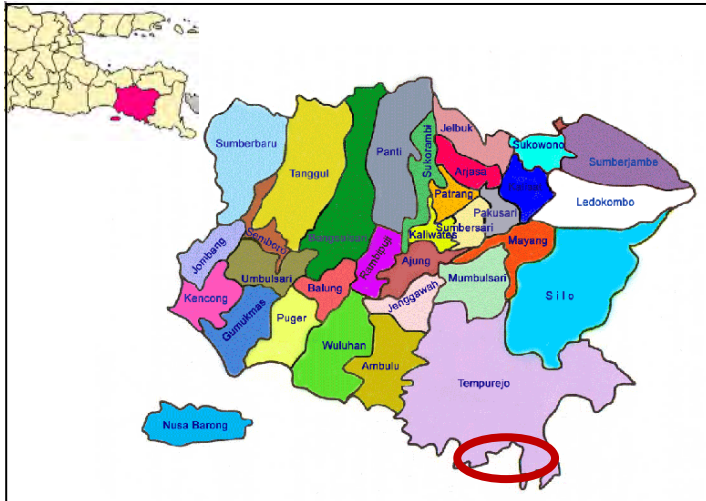 Jelbuk
Sumberbaru
Sukowono
Panti
Sukorambi
Sumberjambe
Tanggul
Arjasa
Patrang
Ledokombo
Pakusari
Sumbersari
Kaliwates
Mayang
Jombang
Semboro
Bangsalsari
Rambipuji
Ajung
Umbulsari
Mumbulsari
Balung
Silo
Kencong
Jenggawah
Gumukmas
Puger
Wuluhan
Ambulu
Tempurejo
Nusa Barong